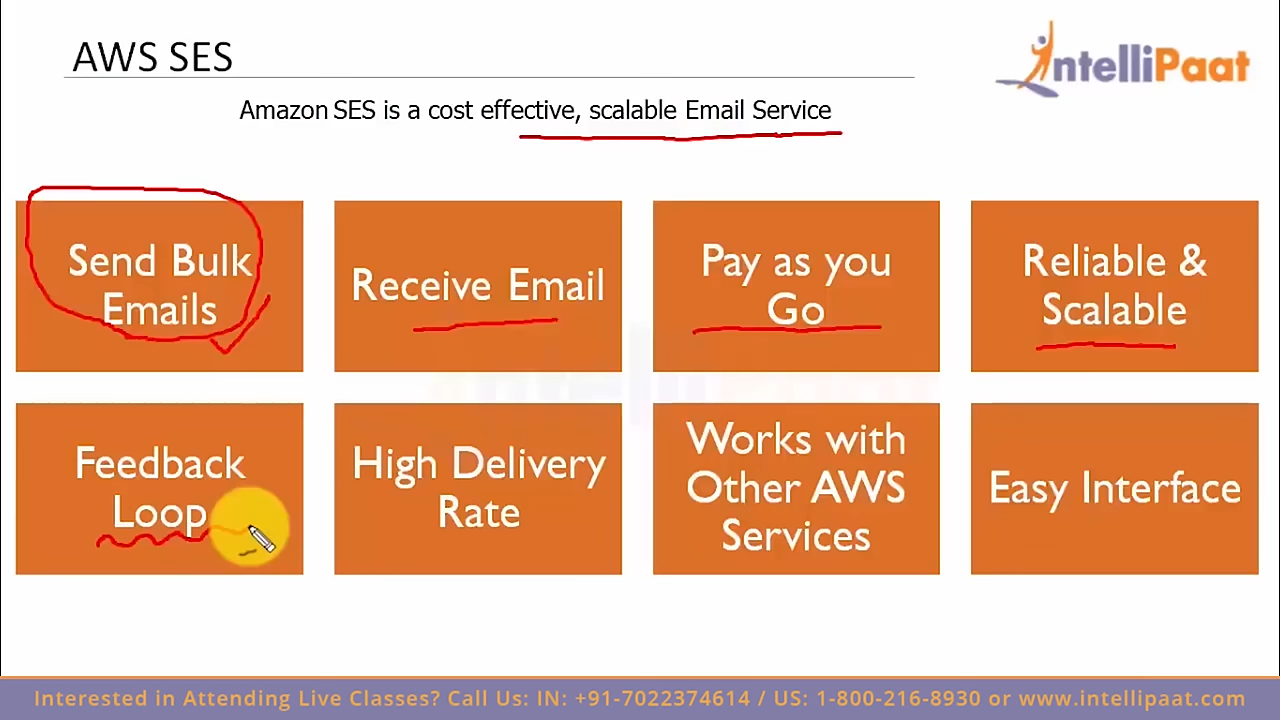 AWS SES
IntelliPaat
Amazon SES is a cost effective, scalable Email Service
Send Bulk
Emails
Receive Email
Pay as you
Go
Reliable &
Scalable
Feedback
Loop
High Delivery
Rate
Works with
Other AWS
Services
Easy Interface
Interested in Attending Live Classes? Call Us: IN: +91-7022374614 / US: 1-800-216-8930 or www.intellipaat.com